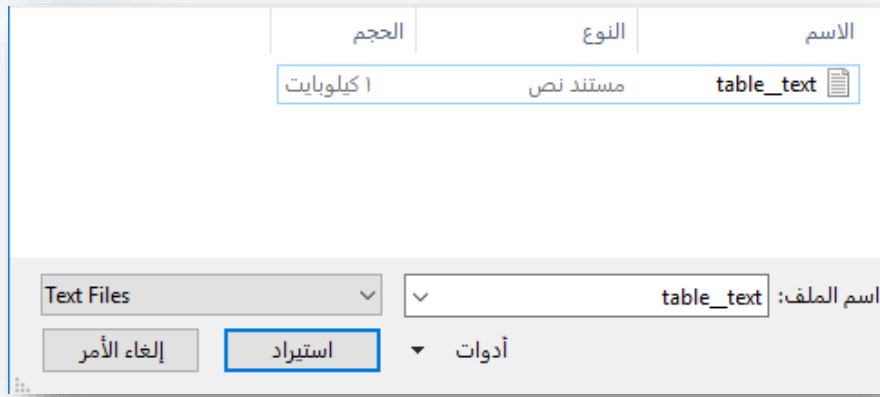 الاسم النوع الحجم
table_text مستند نص ١ كيلوبايت
اسم الملف: table_text Text Files
أدوات استيراد إلغاء الأمر